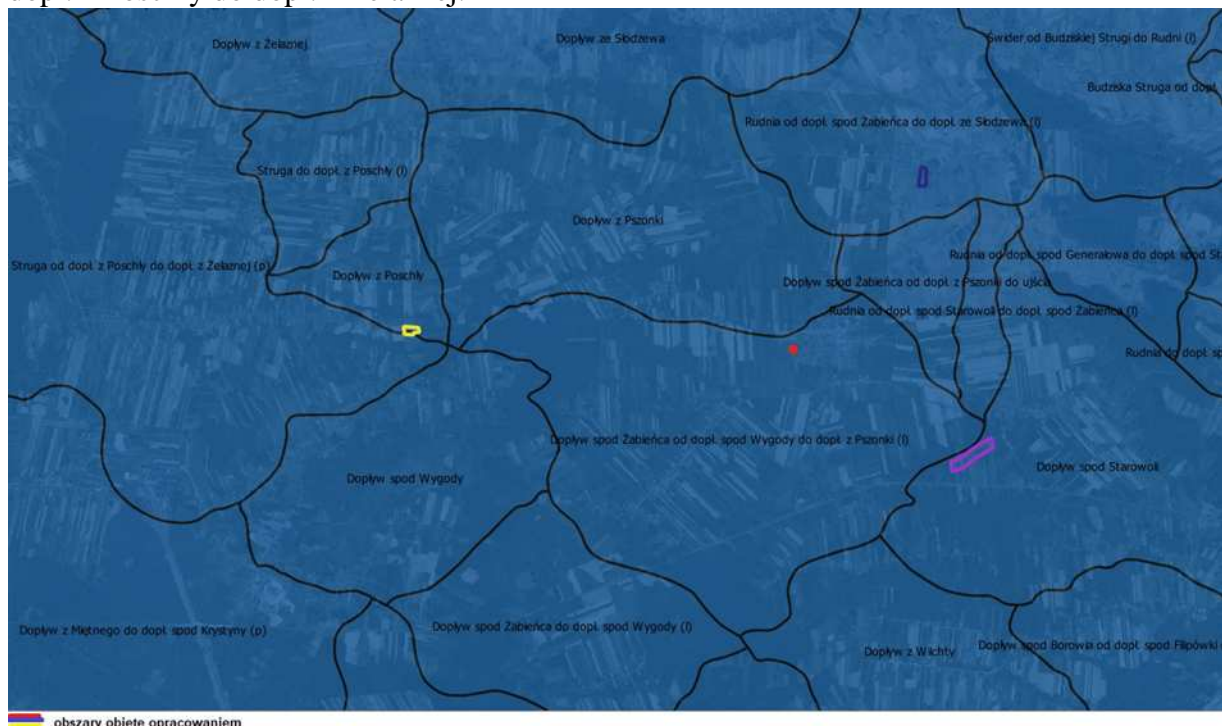 Dopływ z Żelaznej
Dopływ ze Słodzewa
Świder od Budziskiej Strugi do Rudni (l)
Budziska Struga od dopł.
Rudnia od dopł. spod Żabieńca do dopł. ze Słodzewa (l)
Struga do dopł. z Poschły (l)
Dopływ z Pszonki
Struga od dopł. z Poschły do dopł. z Żelaznej (p)
Dopływ z Poschły
Rudnia od dopł. spod Generałowa do dopł. spod St
Dopływ spod Żabieńca od dopł. z Pszonki do ujścia
Rudnia od dopł. spod Starowoli do dopł. spod Żabieńca (l)
Rudnia do dopł. sp
Dopływ spod Żabieńca od dopł. spod Wygody do dopł. z Pszonki (l)
Dopływ spod Starowoli
Dopływ spod Wygody
Dopływ z Miętnego do dopł. spod Krystyny (p)
Dopływ spod Żabieńca do dopł. spod Wygody (l)
Dopływ z Wilchty
Dopływ spod Borowia od dopł. spod Filipówki
obszary objęte opracowaniem